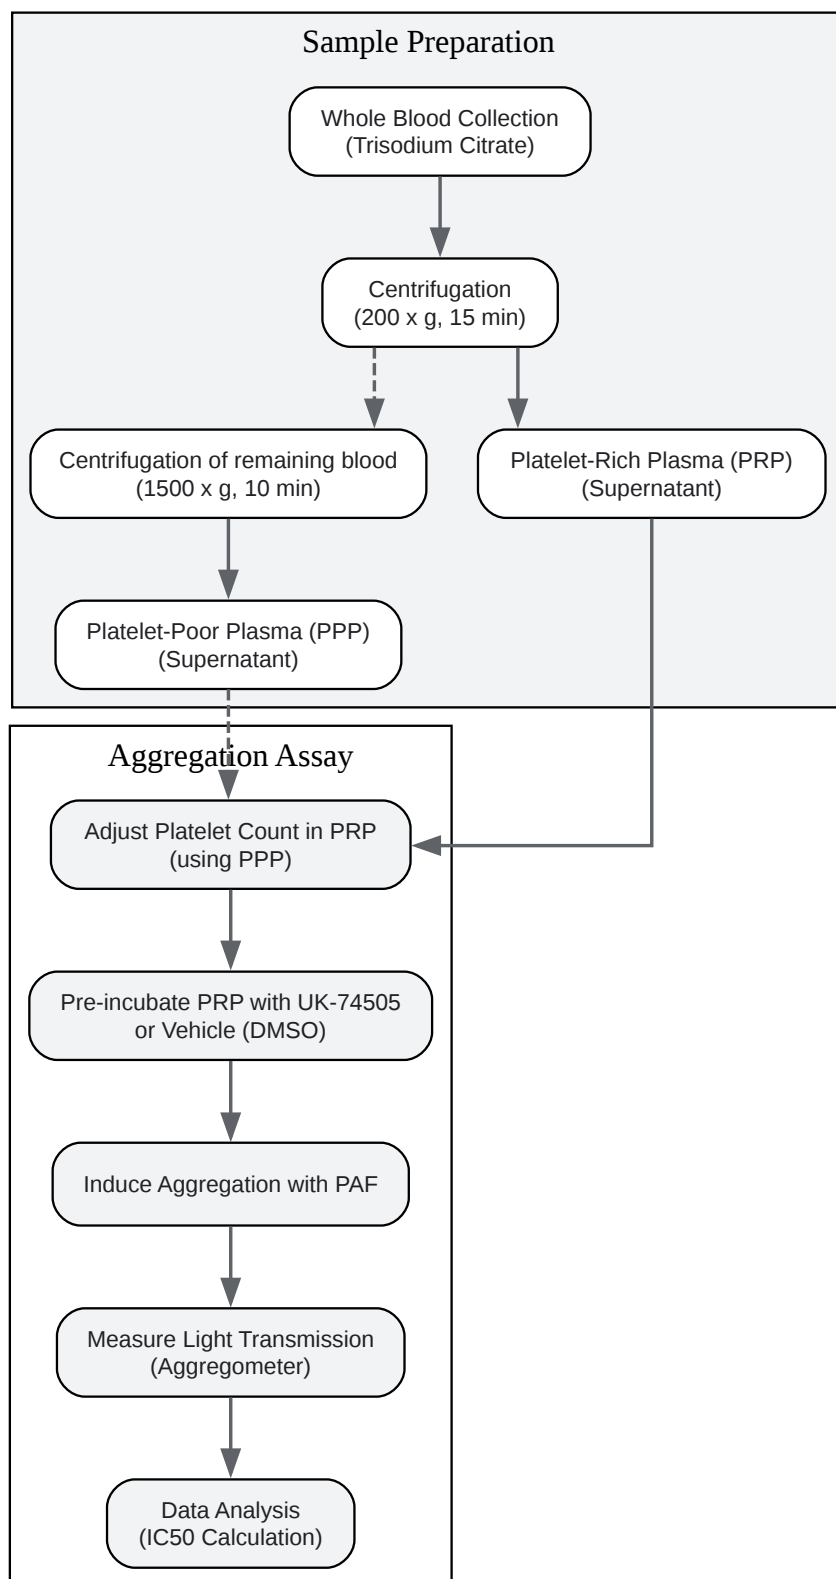 Sample Preparation
Whole Blood Collection
(Trisodium Citrate)
Centrifugation
(200 x g, 15 min)
Centrifugation of remaining blood
(1500 x g, 10 min)
Platelet-Rich Plasma (PRP)
(Supernatant)
Platelet-Poor Plasma (PPP)
(Supernatant)
Aggregation Assay
Adjust Platelet Count in PRP
(using PPP)
Pre-incubate PRP with UK-74505
or Vehicle (DMSO)
Induce Aggregation with PAF
Measure Light Transmission
(Aggregometer)
Data Analysis
(IC50 Calculation)